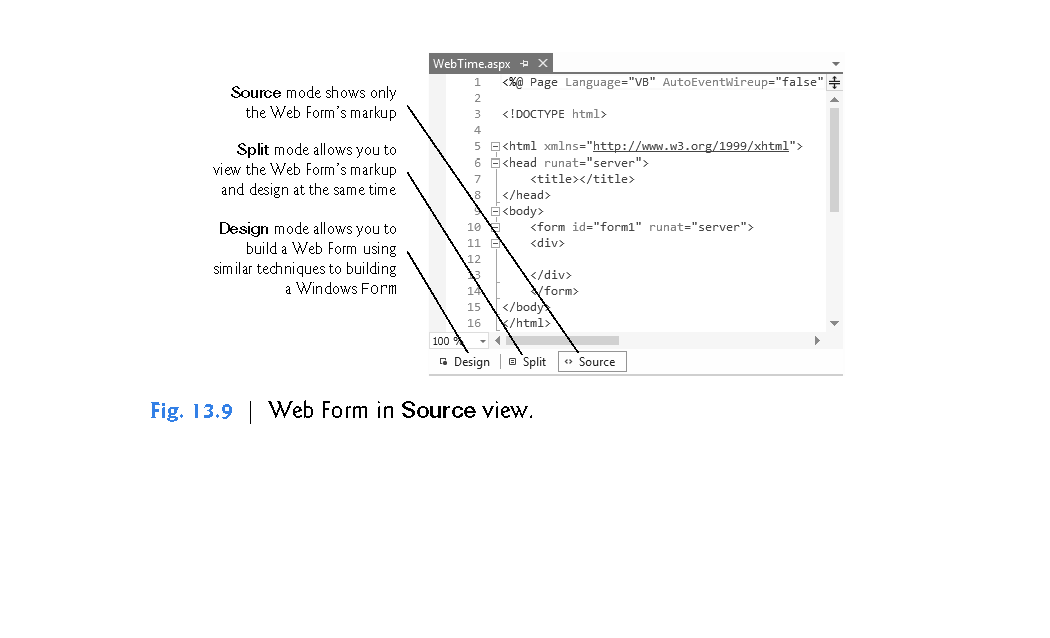 Source mode shows only
the Web Form's markup
Split mode allows you to
view the Web Form's markup
and design at the same time
Design mode allows you to
build a Web Form using
similar techniques to building
a Windows Form
WebTime.aspx
1 <%@ Page Language="VB" AutoEventWireup="false"
2
3 <!DOCTYPE html>
4
5 <html xmlns="http://www.w3.org/1999/xhtml">
6 <head runat="server">
7 <title></title>
8 </head>
9 <body>
10 <form id="form1" runat="server">
11 <div>
12
13 </div>
14 </form>
15 </body>
16 </html>
100 %
Design Split Source
Fig. 13.9 | Web Form in Source view.